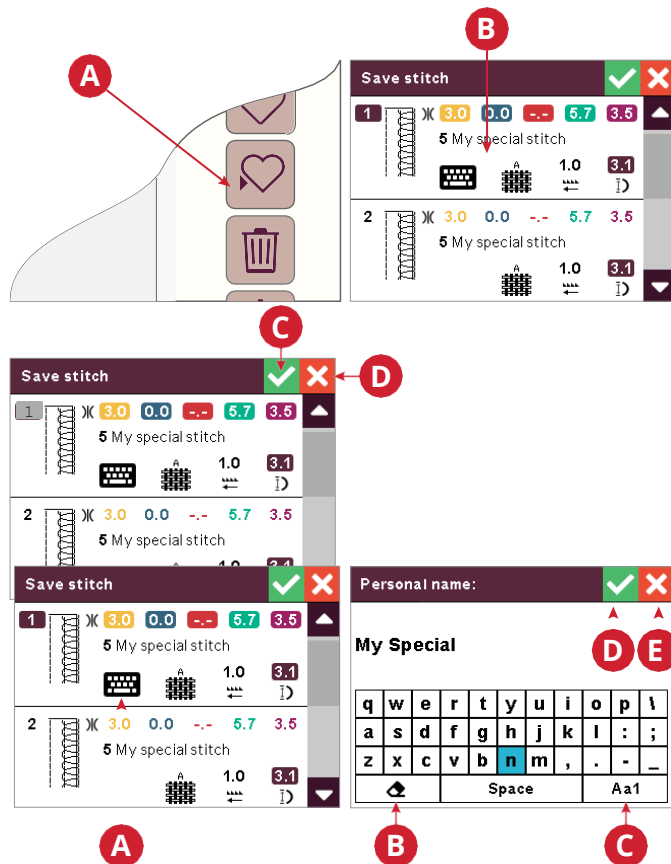 A
B
Save stitch
1 3.0 0.0 -.- 5.7 3.5
5 My special stitch
A 1.0 3.1
2 3.0 0.0 -.- 5.7 3.5
5 My special stitch
A 1.0 3.1
C
D
Save stitch
1 3.0 0.0 -.- 5.7 3.5
5 My special stitch
A 1.0 3.1
2 3.0 0.0 -.- 5.7 3.5
5 My special stitch
A 1.0 3.1
Save stitch
1 3.0 0.0 -.- 5.7 3.5
5 My special stitch
A 1.0 3.1
2 3.0 0.0 -.- 5.7 3.5
5 My special stitch
A 1.0 3.1
A
Personal name:
D E
My Special
q w e r t y u i o p \
a s d f g h j k l : ;
z x c v b n m , . - _
Space Aa1
B C